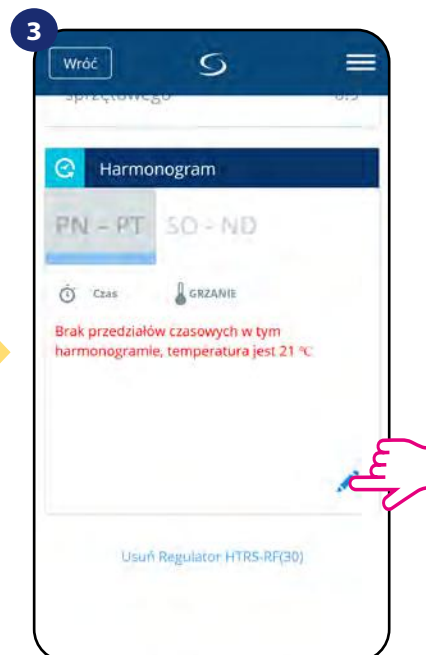 3
Wróć
sprzętowego
Harmonogram
PN - PT SO - ND
Czas GRZANIE
Brak przedziałów czasowych w tym
harmonogramie, temperatura jest 21 °C
Usuń Regulator HTRS-RF(30)